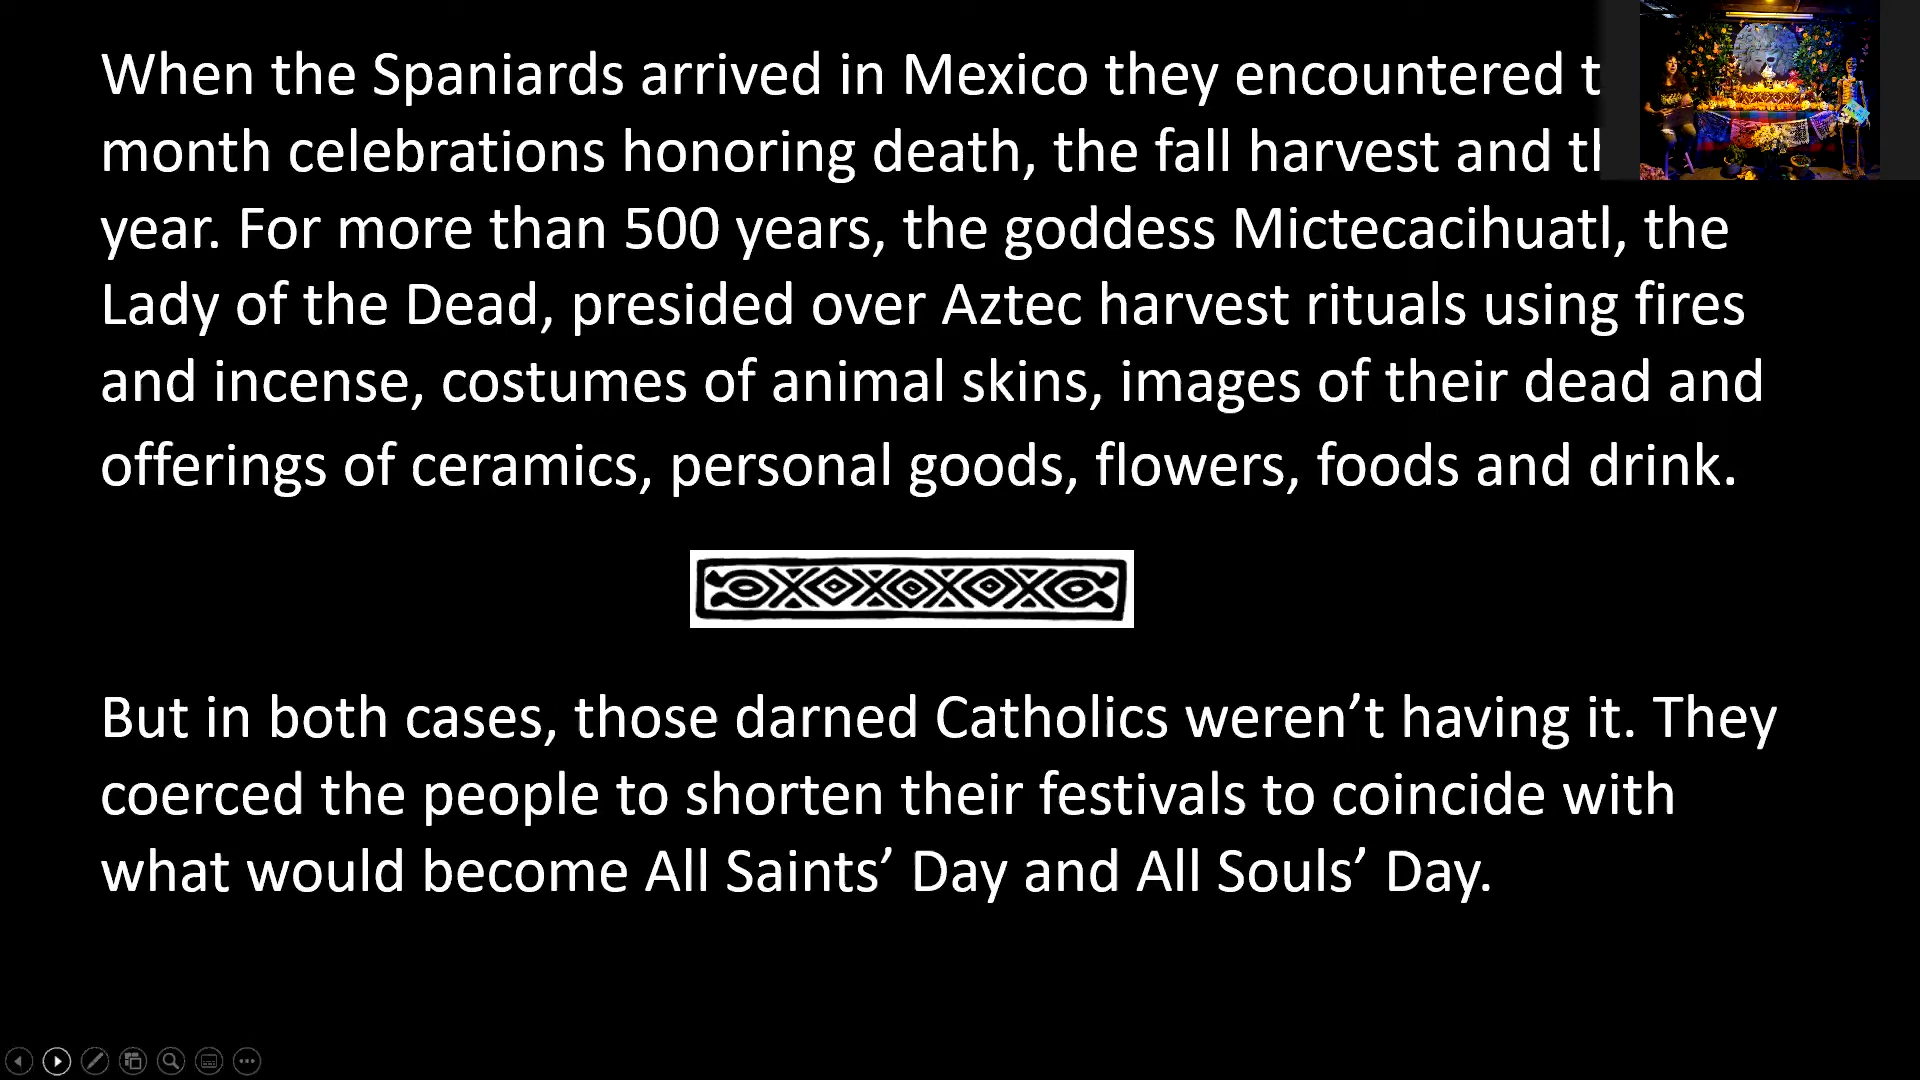 When the Spaniards arrived in Mexico they encountered
month celebrations honoring death, the fall harvest and
year. For more than 500 years, the goddess Mictecacihuatl, the
Lady of the Dead, presided over Aztec harvest rituals using fires
and incense, costumes of animal skins, images of their dead and
offerings of ceramics, personal goods, flowers, foods and drink.
But in both cases, those darned Catholics weren’t having it. They
coerced the people to shorten their festivals to coincide with
what would become All Saints’ Day and All Souls’ Day.